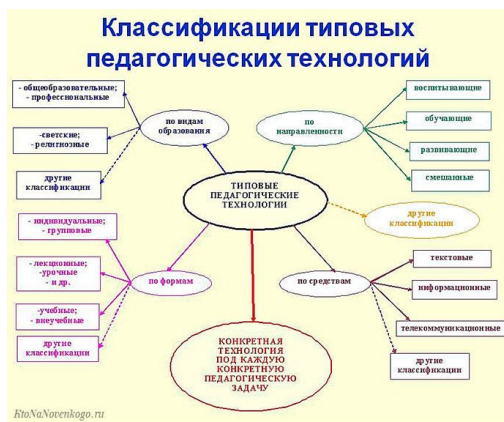 Классификации типовых
педагогических технологий
- общеобразовательные;
- профессиональные
-светские;
- религиозные
другие
классификации
по видам
образования
по
направленности
воспитывающие
обучающие
развивающие
смешанные
ТИПОВЫЕ
ПЕДАГОГИЧЕСКИЕ
ТЕХНОЛОГИИ
другие
классификации
- индивидуальные;
- групповые
- лекционные;
-урочные
- и др.
-учебные;
- внеучебные
другие
классификации
по формам
по средствам
текстовые
информационные
телекоммуникационные
другие
классификации
КОНКРЕТНАЯ
ТЕХНОЛОГИЯ
ПОД КАЖДУЮ
КОНКРЕТНУЮ
ПЕДАГОГИЧЕСКУЮ
ЗАДАЧУ
KtoNaNovenkogo.ru